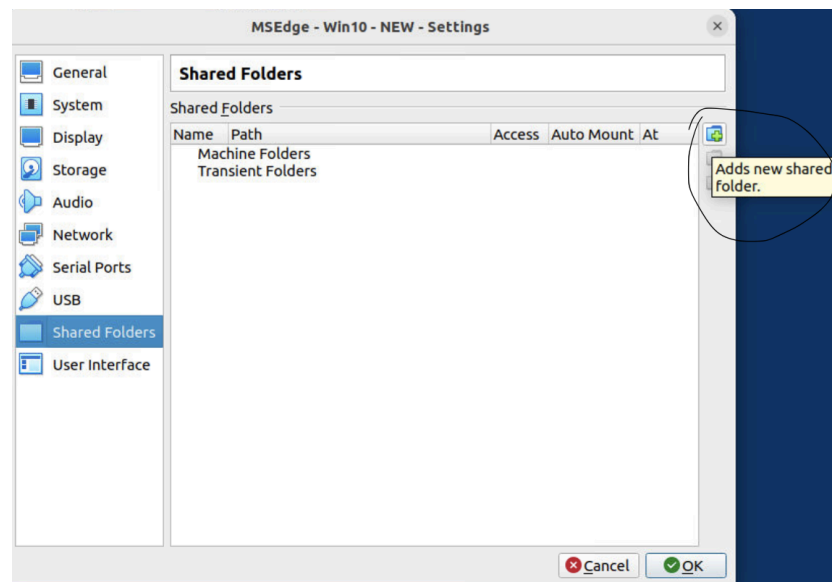 MSEdge - Win10 - NEW - Settings
General
System
Display
Storage
Audio
Network
Serial Ports
USB
Shared Folders
User Interface
Shared Folders
Shared Folders
Name Path Access Auto Mount At
Machine Folders
Transient Folders
Adds new shared
folder.
Cancel OK